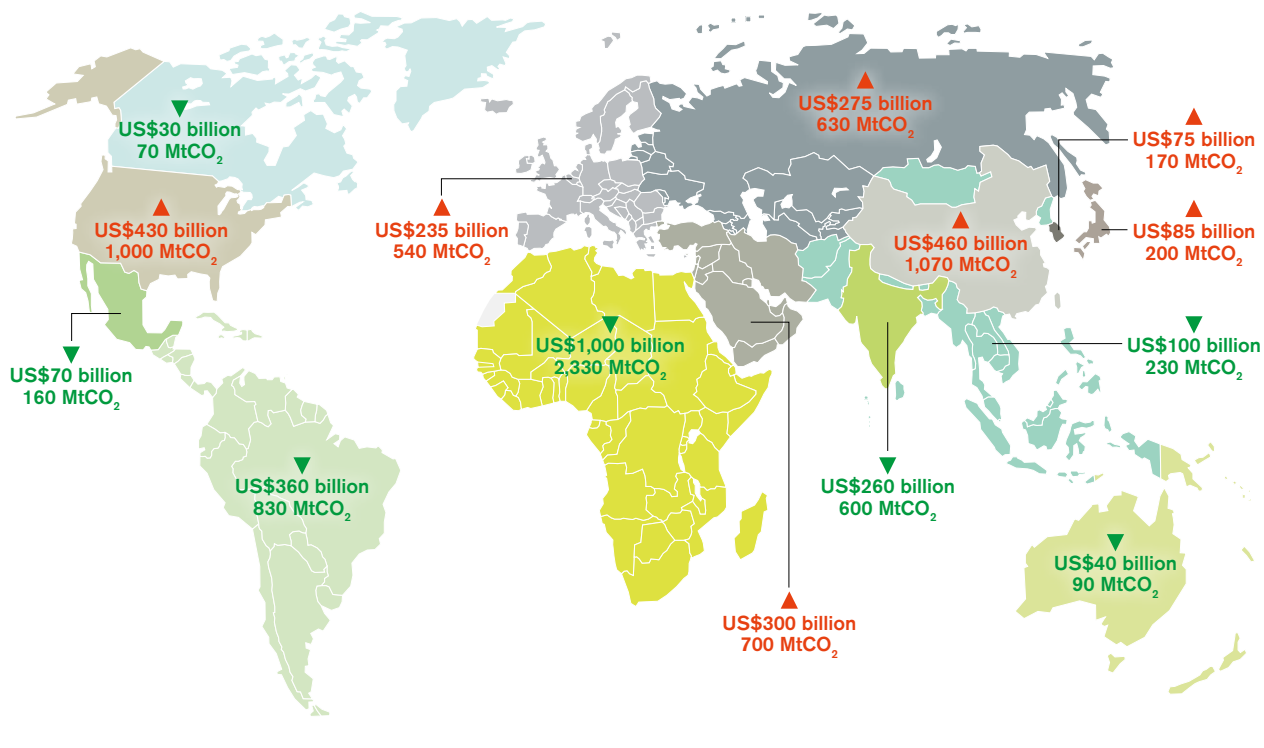 US$30 billion
70 MtCO₂
US$275 billion
630 MtCO₂
US$75 billion
170 MtCO₂
US$430 billion
1,000 MtCO₂
US$235 billion
540 MtCO₂
US$460 billion
1,070 MtCO₂
US$85 billion
200 MtCO₂
US$70 billion
160 MtCO₂
US$1,000 billion
2,330 MtCO₂
US$100 billion
230 MtCO₂
US$360 billion
830 MtCO₂
US$260 billion
600 MtCO₂
US$40 billion
90 MtCO₂
US$300 billion
700 MtCO₂